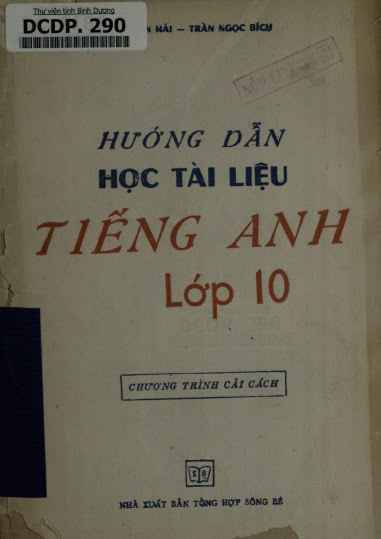 Thư viện tỉnh Bình Dương
DCDP. 290
HẢI — TRẦN NGỌC BÍCH
HƯỚNG DẪN
HỌC TÀI LIỆU
TIẾNG ANH
Lớp 10
CHƯƠNG TRÌNH CẢI CÁCH
NHÀ XUẤT BẢN TỔNG HỢP SÔNG BÉ